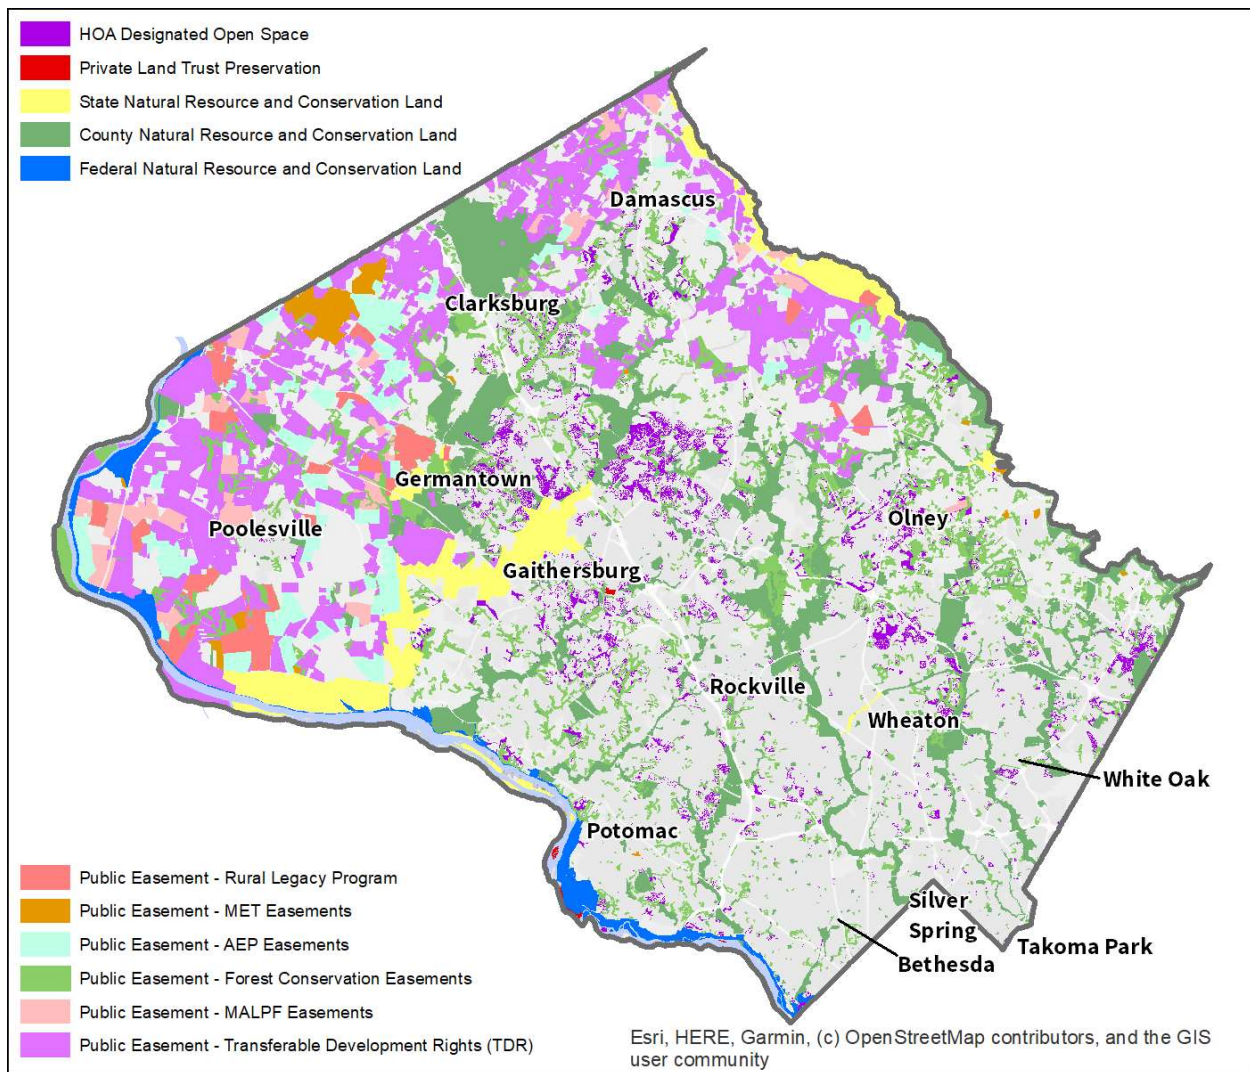 HOA Designated Open Space
Private Land Trust Preservation
State Natural Resource and Conservation Land
County Natural Resource and Conservation Land
Federal Natural Resource and Conservation Land
Damascus
Clarksburg
Germantown
Poolesville
Olney
Gaithersburg
Rockville
Wheaton
White Oak
Potomac
Silver
Spring
Takoma Park
Bethesda
Public Easement - Rural Legacy Program
Public Easement - MET Easements
Public Easement - AEP Easements
Public Easement - Forest Conservation Easements
Public Easement - MALPF Easements
Public Easement - Transferable Development Rights (TDR)
Esri, HERE, Garmin, (c) OpenStreetMap contributors, and the GIS
user community